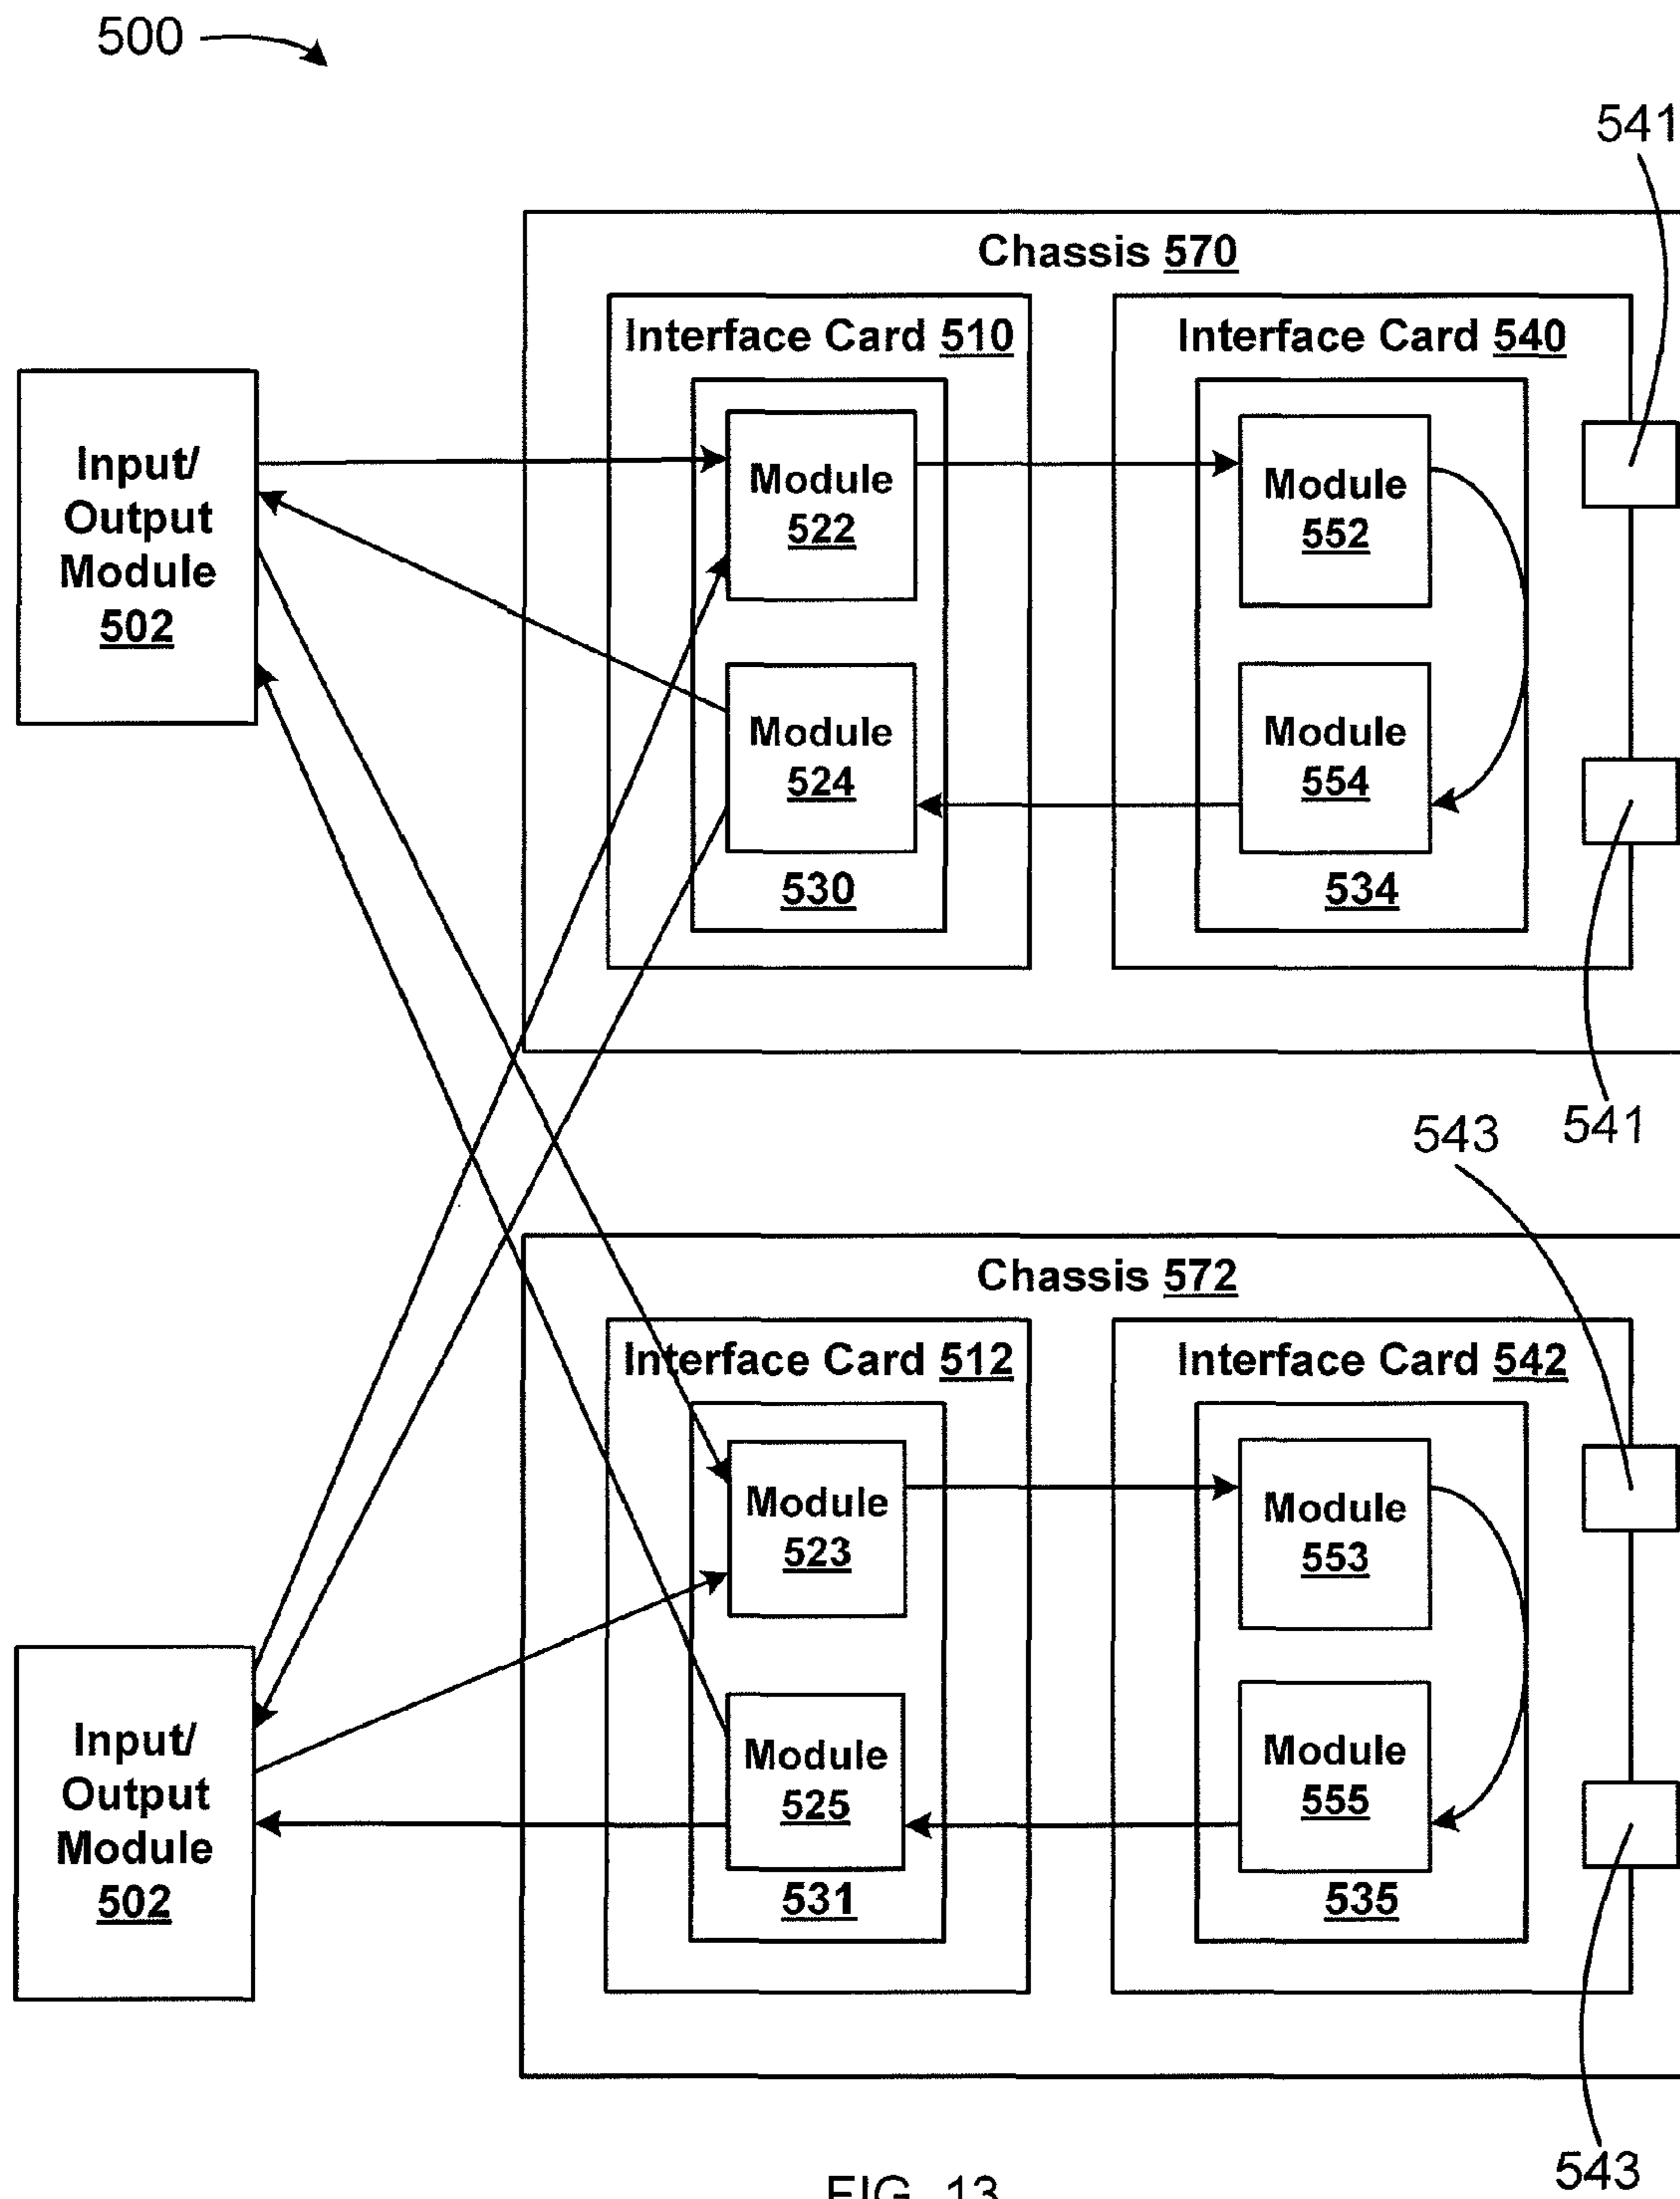 500
541
Chassis 570
Interface Card 510
Interface Card 540
Input/
Output
Module
502
Module
522
Module
552
Module
524
Module
554
530
534
541
543
Chassis 572
Interface Card 512
Interface Card 542
Module
523
Module
553
Input/
Output
Module
502
Module
525
Module
555
531
535
543
FIG. 13